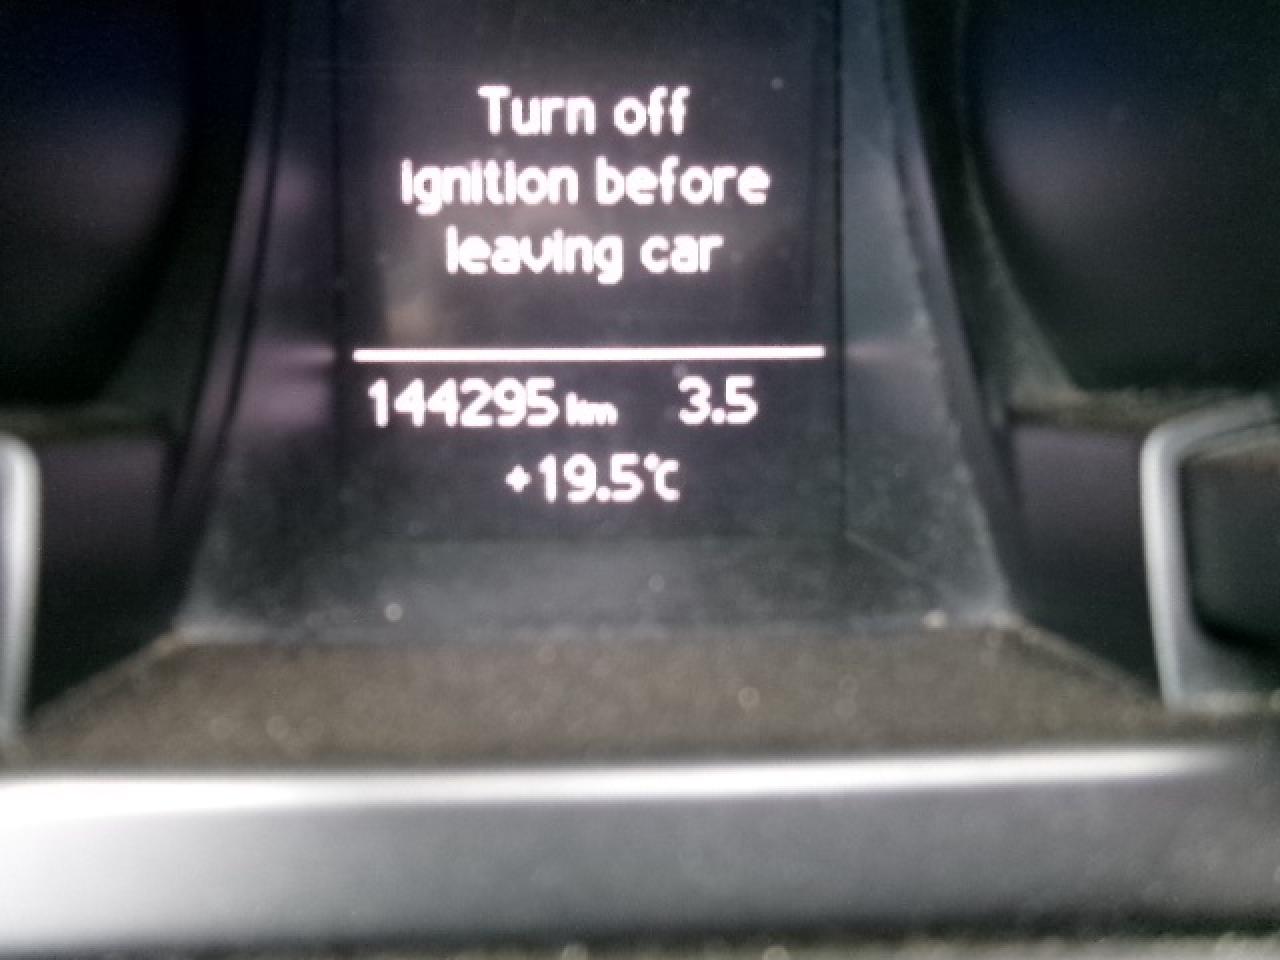 Turn off
ignition before
leaving car
144295 km 3.5
+19.5°C